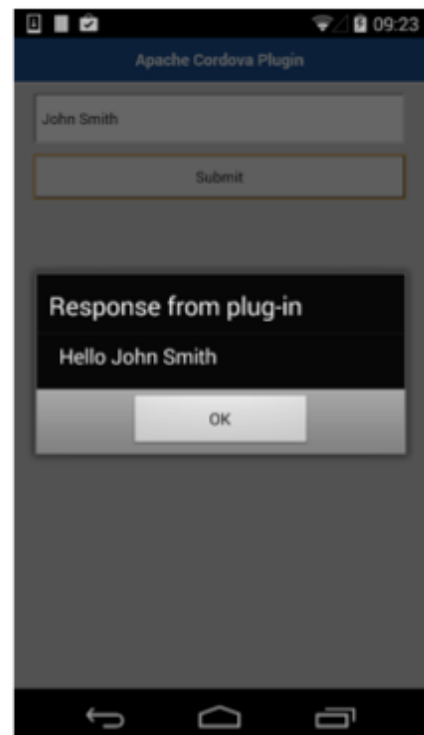 09:23
Apache Cordova Plugin
John Smith
Submit
Response from plug-in
Hello John Smith
OK